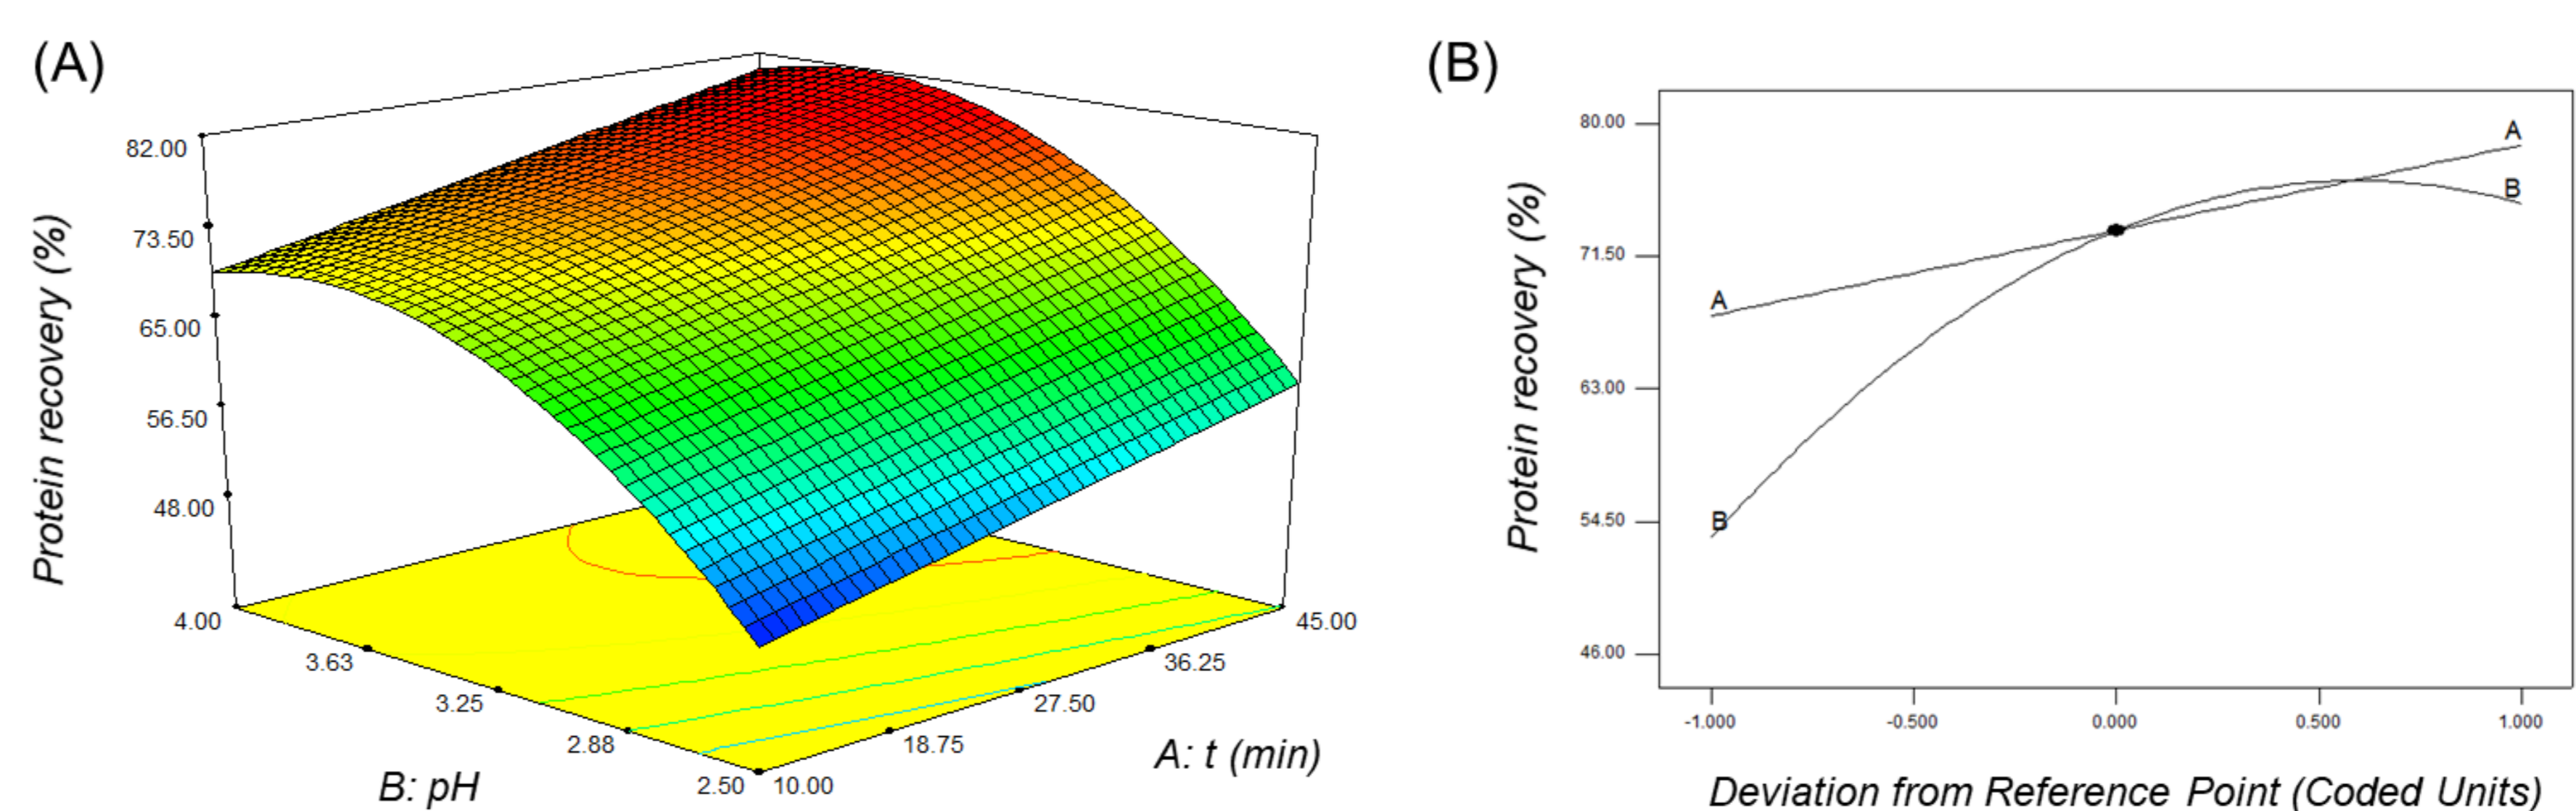 (A)
Protein recovery (%)
82.00
73.50
65.00
56.50
48.00
4.00
3.63
3.25
2.88
2.50
B: pH
10.00
18.75
27.50
36.25
45.00
A: t (min)
(B)
Protein recovery (%)
80.00
71.50
63.00
54.50
46.00
A
B
A
B
-1.000
-0.500
0.000
0.500
1.000
Deviation from Reference Point (Coded Units)